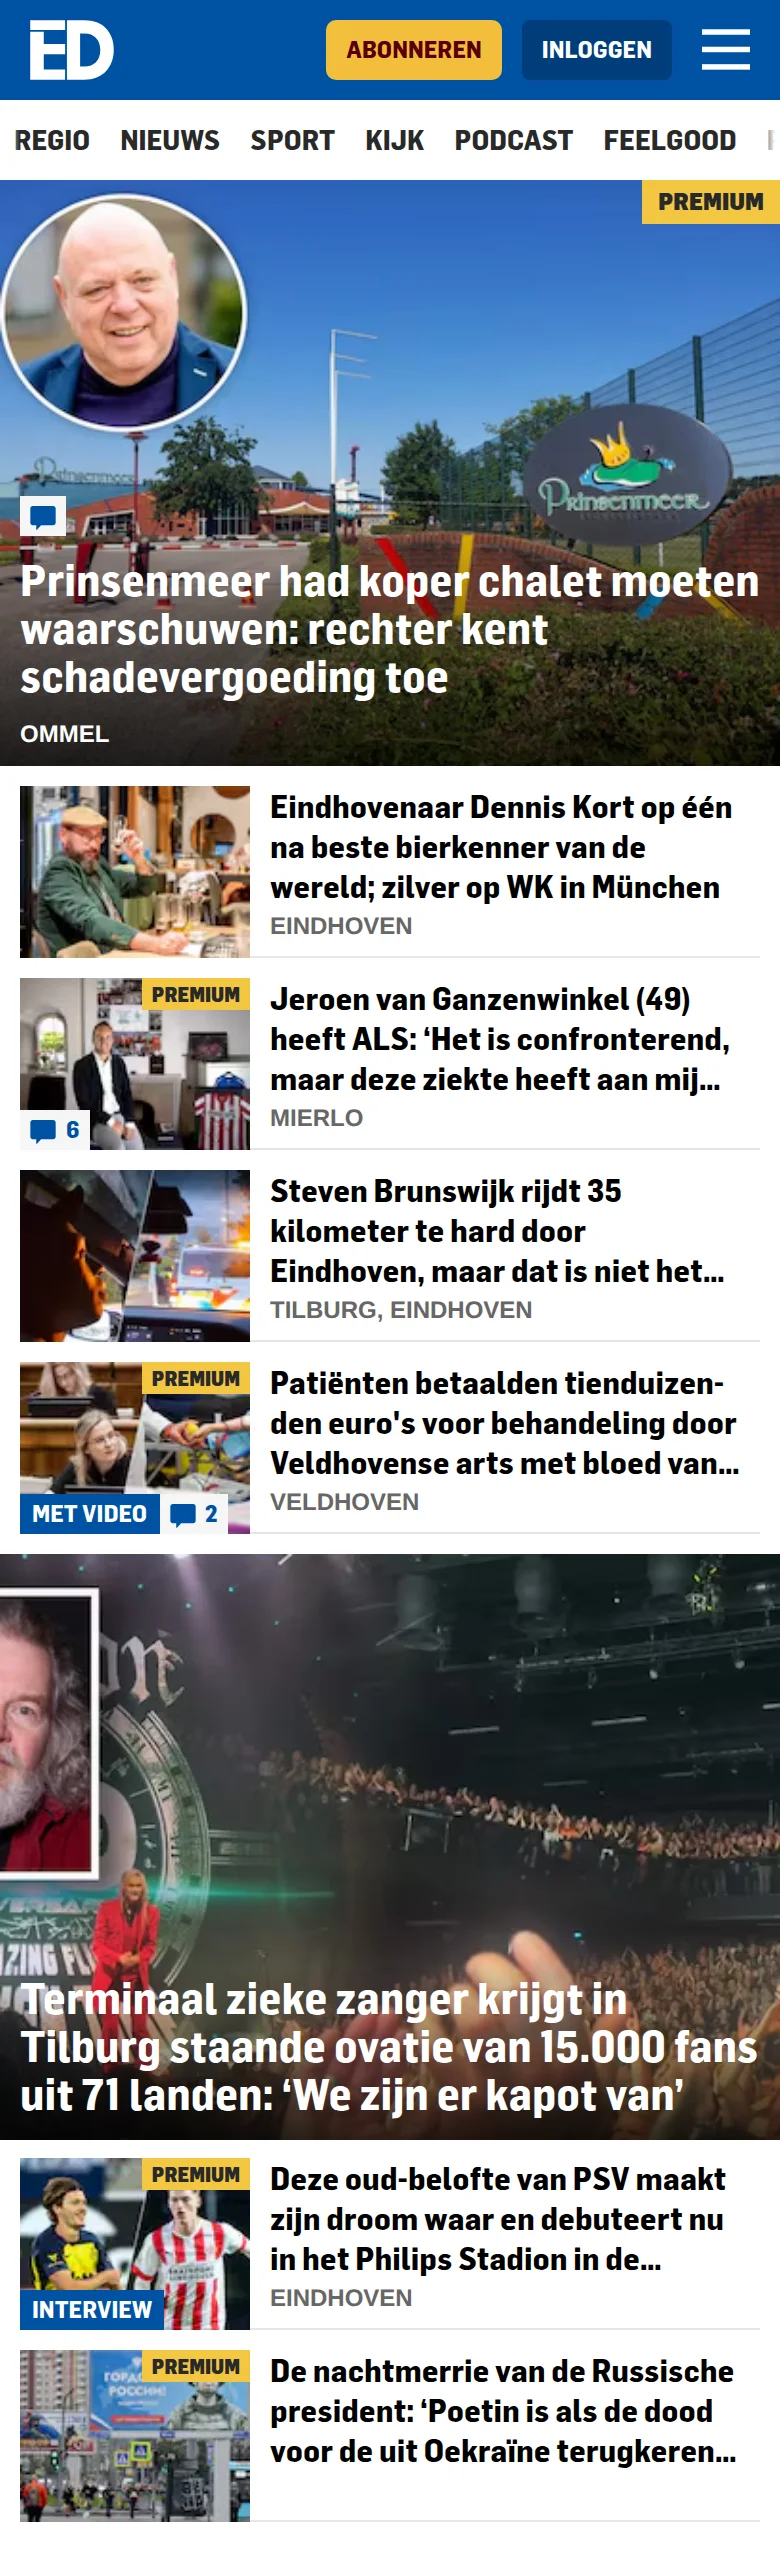 ED
ABONNEREN
INLOGGEN
REGIO NIEUWS SPORT KIJK PODCAST FEELGOOD
PREMIUM
Prinsenmeer
Prinsenmeer
Prinsenmeer had koper chalet moeten
waarschuwen: rechter kent
schadevergoeding toe
OMMEL
Eindhovenaar Dennis Kort op één
na beste bierkenner van de
wereld; zilver op WK in München
EINDHOVEN
PREMIUM
6
Jeroen van Ganzenwinkel (49)
heeft ALS: ‘Het is confronterend,
maar deze ziekte heeft aan mij...
MIERLO
Steven Brunswijk rijdt 35
kilometer te hard door
Eindhoven, maar dat is niet het...
TILBURG, EINDHOVEN
PREMIUM
MET VIDEO
2
Patiënten betaalden tienduizen-
den euro's voor behandeling door
Veldhovense arts met bloed van...
VELDHOVEN
Terminaal zieke zanger krijgt in
Tilburg staande ovatie van 15.000 fans
uit 71 landen: ‘We zijn er kapot van’
PREMIUM
INTERVIEW
Deze oud-belofte van PSV maakt
zijn droom waar en debuteert nu
in het Philips Stadion in de...
EINDHOVEN
PREMIUM
РОССИИ!
De nachtmerrie van de Russische
president: ‘Poetin is als de dood
voor de uit Oekraïne terugkeren...